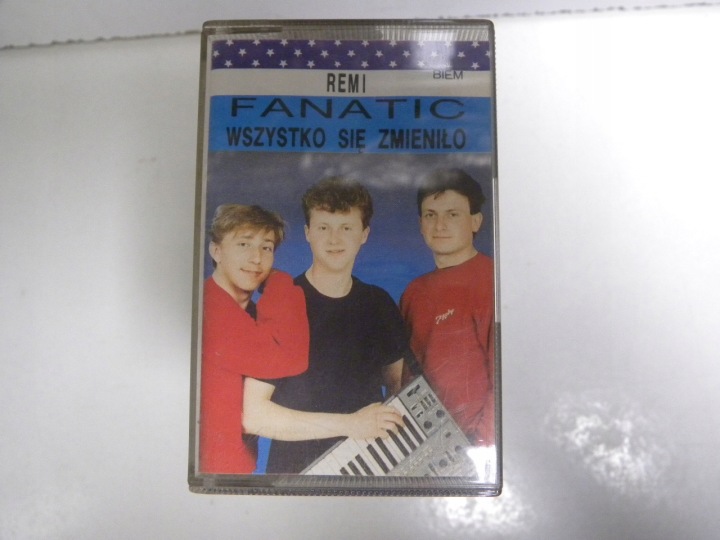 REMI
BIEM
FANATIC
WSZYSTKO SIĘ ZMIENIŁO